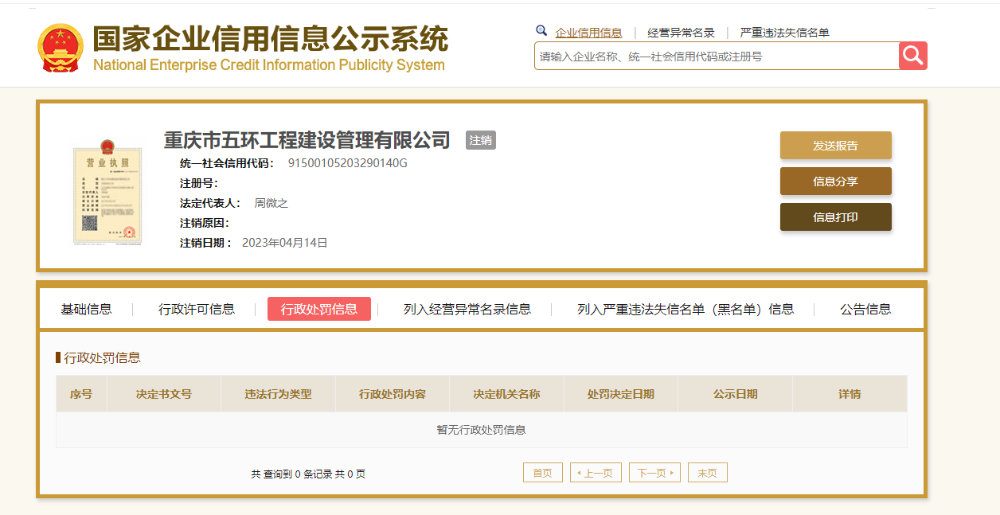 国家企业信用信息公示系统
National Enterprise Credit Information Publicity System
企业信用信息 | 经营异常名录 | 严重违法失信名单
请输入企业名称、统一社会信用代码或注册号
营业执照
重庆市五环工程建设管理有限公司 注销
统一社会信用代码： 91500105203290140G
注册号：
法定代表人： 周微之
注销原因：
注销日期： 2023年04月14日
发送报告
信息分享
信息打印
基础信息 | 行政许可信息 | 行政处罚信息 | 列入经营异常名录信息 | 列入严重违法失信名单（黑名单）信息 | 公告信息
行政处罚信息
序号 决定书文号 违法行为类型 行政处罚内容 决定机关名称 处罚决定日期 公示日期 详情
暂无行政处罚信息
共 查询到 0 条记录 共 0 页 首页 上一页 下一页 末页